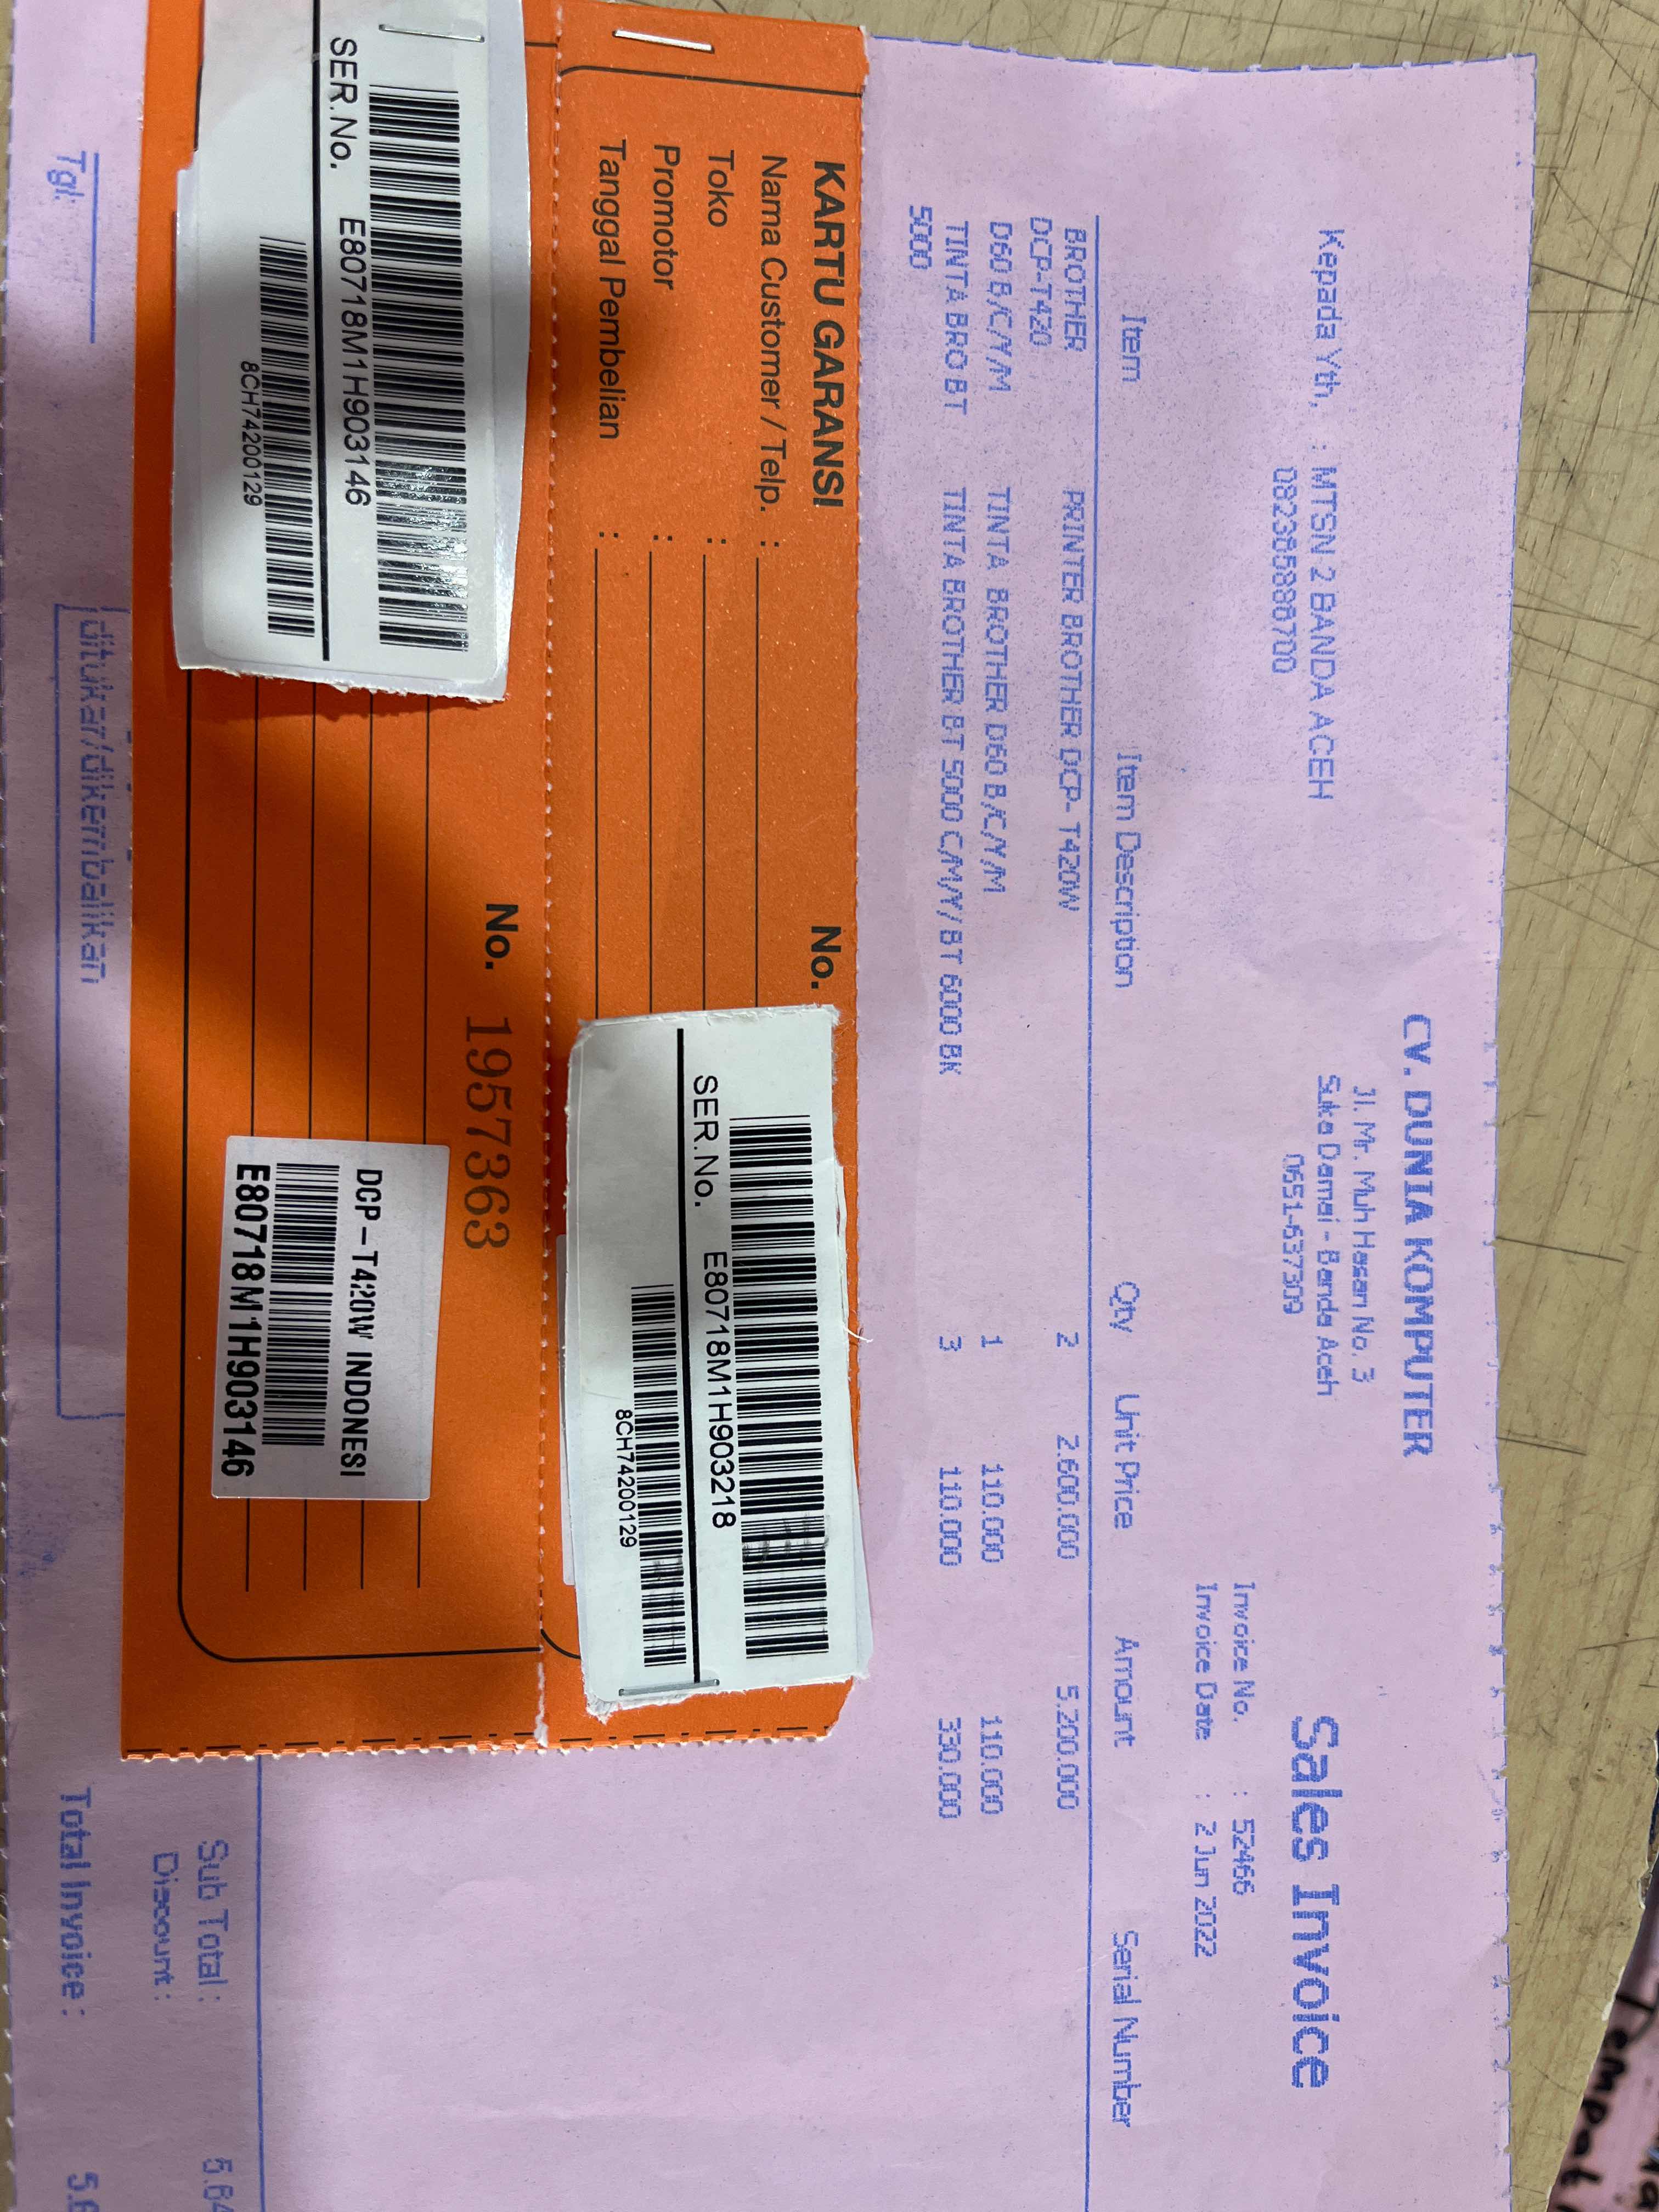 CV. DUNIA KOMPUTER
Jl. Mr. Muh Hasan No. 3
Suka Damai - Banda Aceh
0651-637309
Sales Invoice
Kepada Yth, : MTSN 2 BANDA ACEH
Invoice No. : 52466
Invoice Date : 2 Jun 2022
Item Item Description Qty Unit Price Amount Serial Number
BROTHER DCP-T420 PRINTER BROTHER DCP- T420W 2 2.600.000 5.200.000
D60 B/C/Y/M TINTA BROTHER D60 B/C/Y/M 1 110.000 110.000
TINTA BRO BT 5000 TINTA BROTHER BT 5000 C/M/Y/ BT 6000 BK 3 110.000 330.000
KARTU GARANSI No.
Nama Customer / Telp. :
Toko :
Promotor :
Tanggal Pembelian :
SER.No. E80718M1H903218
8CH74200129
No. 1957363
SER.No. E80718M1H903146
8CH74200129
DCP-T420W INDONESI
E80718M1H903146
Sub Total : 5.64
Discount :
Total Invoice : 5.6
ditukar/dikembalikan
Tgl: